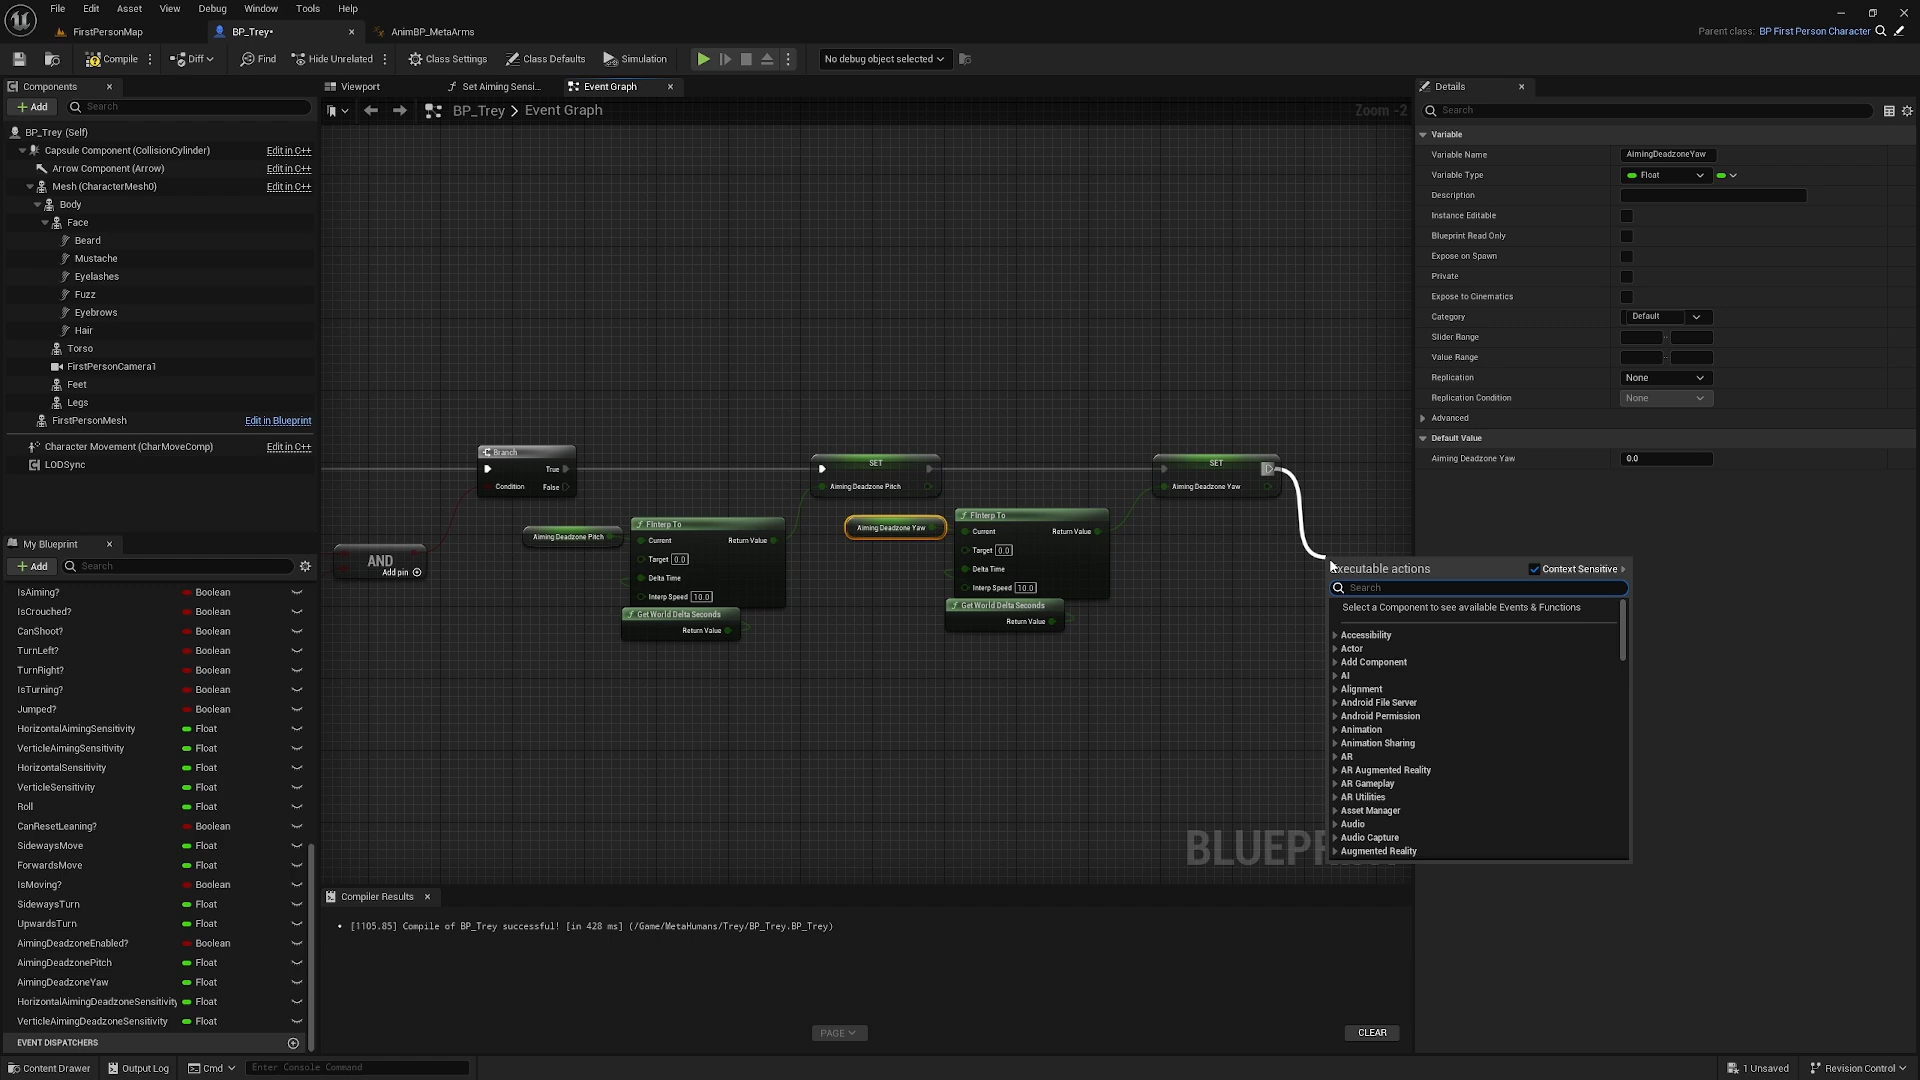 File Edit Asset View Debug Window Tools Help
FirstPersonMap BP_Trey• AnimBP_MetaArms
Parent class: BP First Person Character
Compile Diff Find Hide Unrelated Class Settings Class Defaults Simulation No debug object selected
Components Viewport Set Aiming Sensi... Event Graph Details
Add Search BP_Trey > Event Graph Zoom -2 Search
BP_Trey (Self)
Capsule Component (CollisionCylinder) Edit in C++
Arrow Component (Arrow) Edit in C++
Mesh (CharacterMesh0) Edit in C++
Body
Face
Beard
Mustache
Eyelashes
Fuzz
Eyebrows
Hair
Torso
FirstPersonCamera1
Feet
Legs
FirstPersonMesh Edit in Blueprint
Character Movement (CharMoveComp) Edit in C++
LODSync
My Blueprint
Add Search
IsAiming? Boolean
IsCrouched? Boolean
CanShoot? Boolean
TurnLeft? Boolean
TurnRight? Boolean
IsTurning? Boolean
Jumped? Boolean
HorizontalAimingSensitivity Float
VerticleAimingSensitivity Float
HorizontalSensitivity Float
VerticleSensitivity Float
Roll Float
CanResetLeaning? Boolean
SidewaysMove Float
ForwardsMove Float
IsMoving? Boolean
SidewaysTurn Float
UpwardsTurn Float
AimingDeadzoneEnabled? Boolean
AimingDeadzonePitch Float
AimingDeadzoneYaw Float
HorizontalAimingDeadzoneSensitivity Float
VerticleAimingDeadzoneSensitivity Float
EVENT DISPATCHERS
Branch
True
Condition False
AND
Add pin
Aiming Deadzone Pitch
FInterp To
Current Return Value
Target 0.0
Delta Time
Interp Speed 10.0
Get World Delta Seconds
Return Value
SET
Aiming Deadzone Pitch
Aiming Deadzone Yaw
FInterp To
Current Return Value
Target 0.0
Delta Time
Interp Speed 10.0
Get World Delta Seconds
Return Value
SET
Aiming Deadzone Yaw
Executable actions Context Sensitive
Search
Select a Component to see available Events & Functions
Accessibility
Actor
Add Component
AI
Alignment
Android File Server
Android Permission
Animation
Animation Sharing
AR
AR Augmented Reality
AR Gameplay
AR Utilities
Asset Manager
Audio
Audio Capture
Augmented Reality
Variable
Variable Name AimingDeadzoneYaw
Variable Type Float
Description
Instance Editable
Blueprint Read Only
Expose on Spawn
Private
Expose to Cinematics
Category Default
Slider Range
Value Range
Replication None
Replication Condition None
Advanced
Default Value
Aiming Deadzone Yaw 0.0
Compiler Results
• [1105.85] Compile of BP_Trey successful! [in 428 ms] (/Game/MetaHumans/Trey/BP_Trey.BP_Trey)
PAGE CLEAR
Content Drawer Output Log Cmd Enter Console Command 1 Unsaved Revision Control